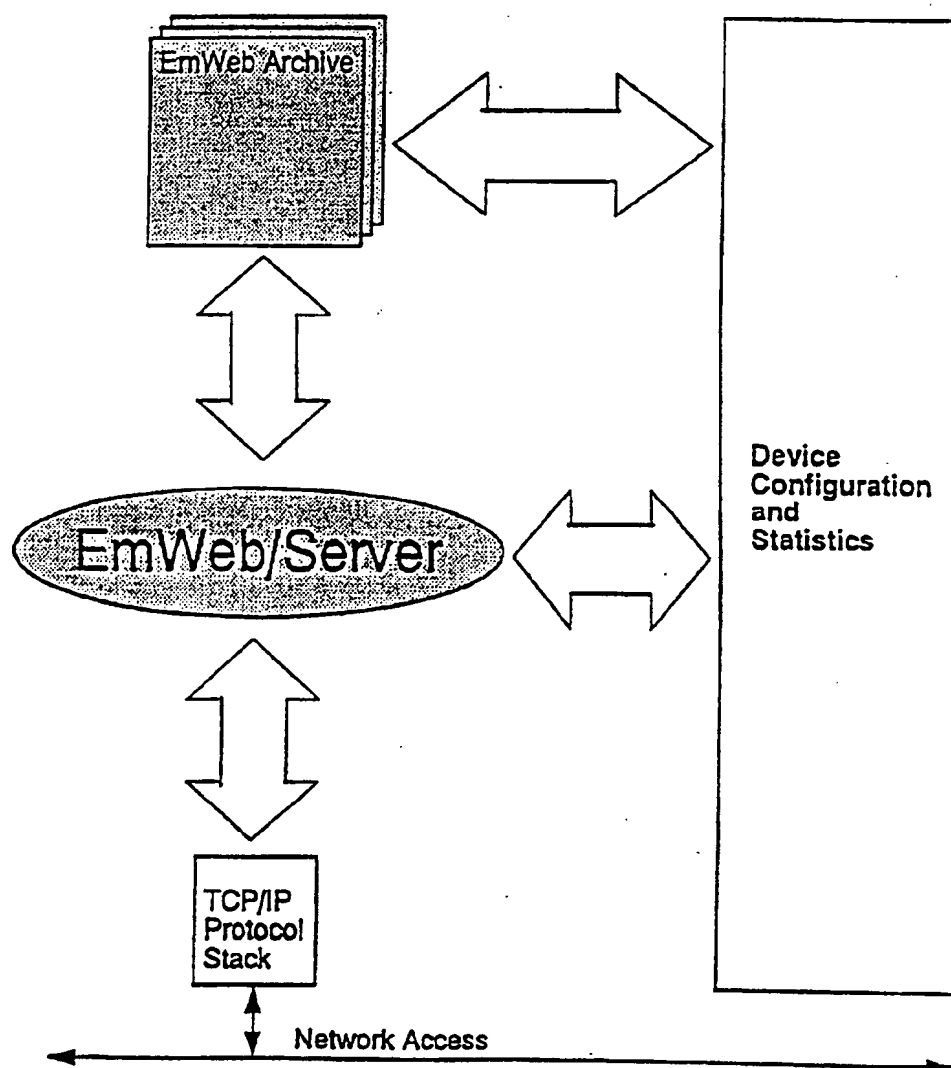 EmWeb Archive
Device
Configuration
and
Statistics
EmWeb/Server
TCP/IP
Protocol
Stack
Network Access